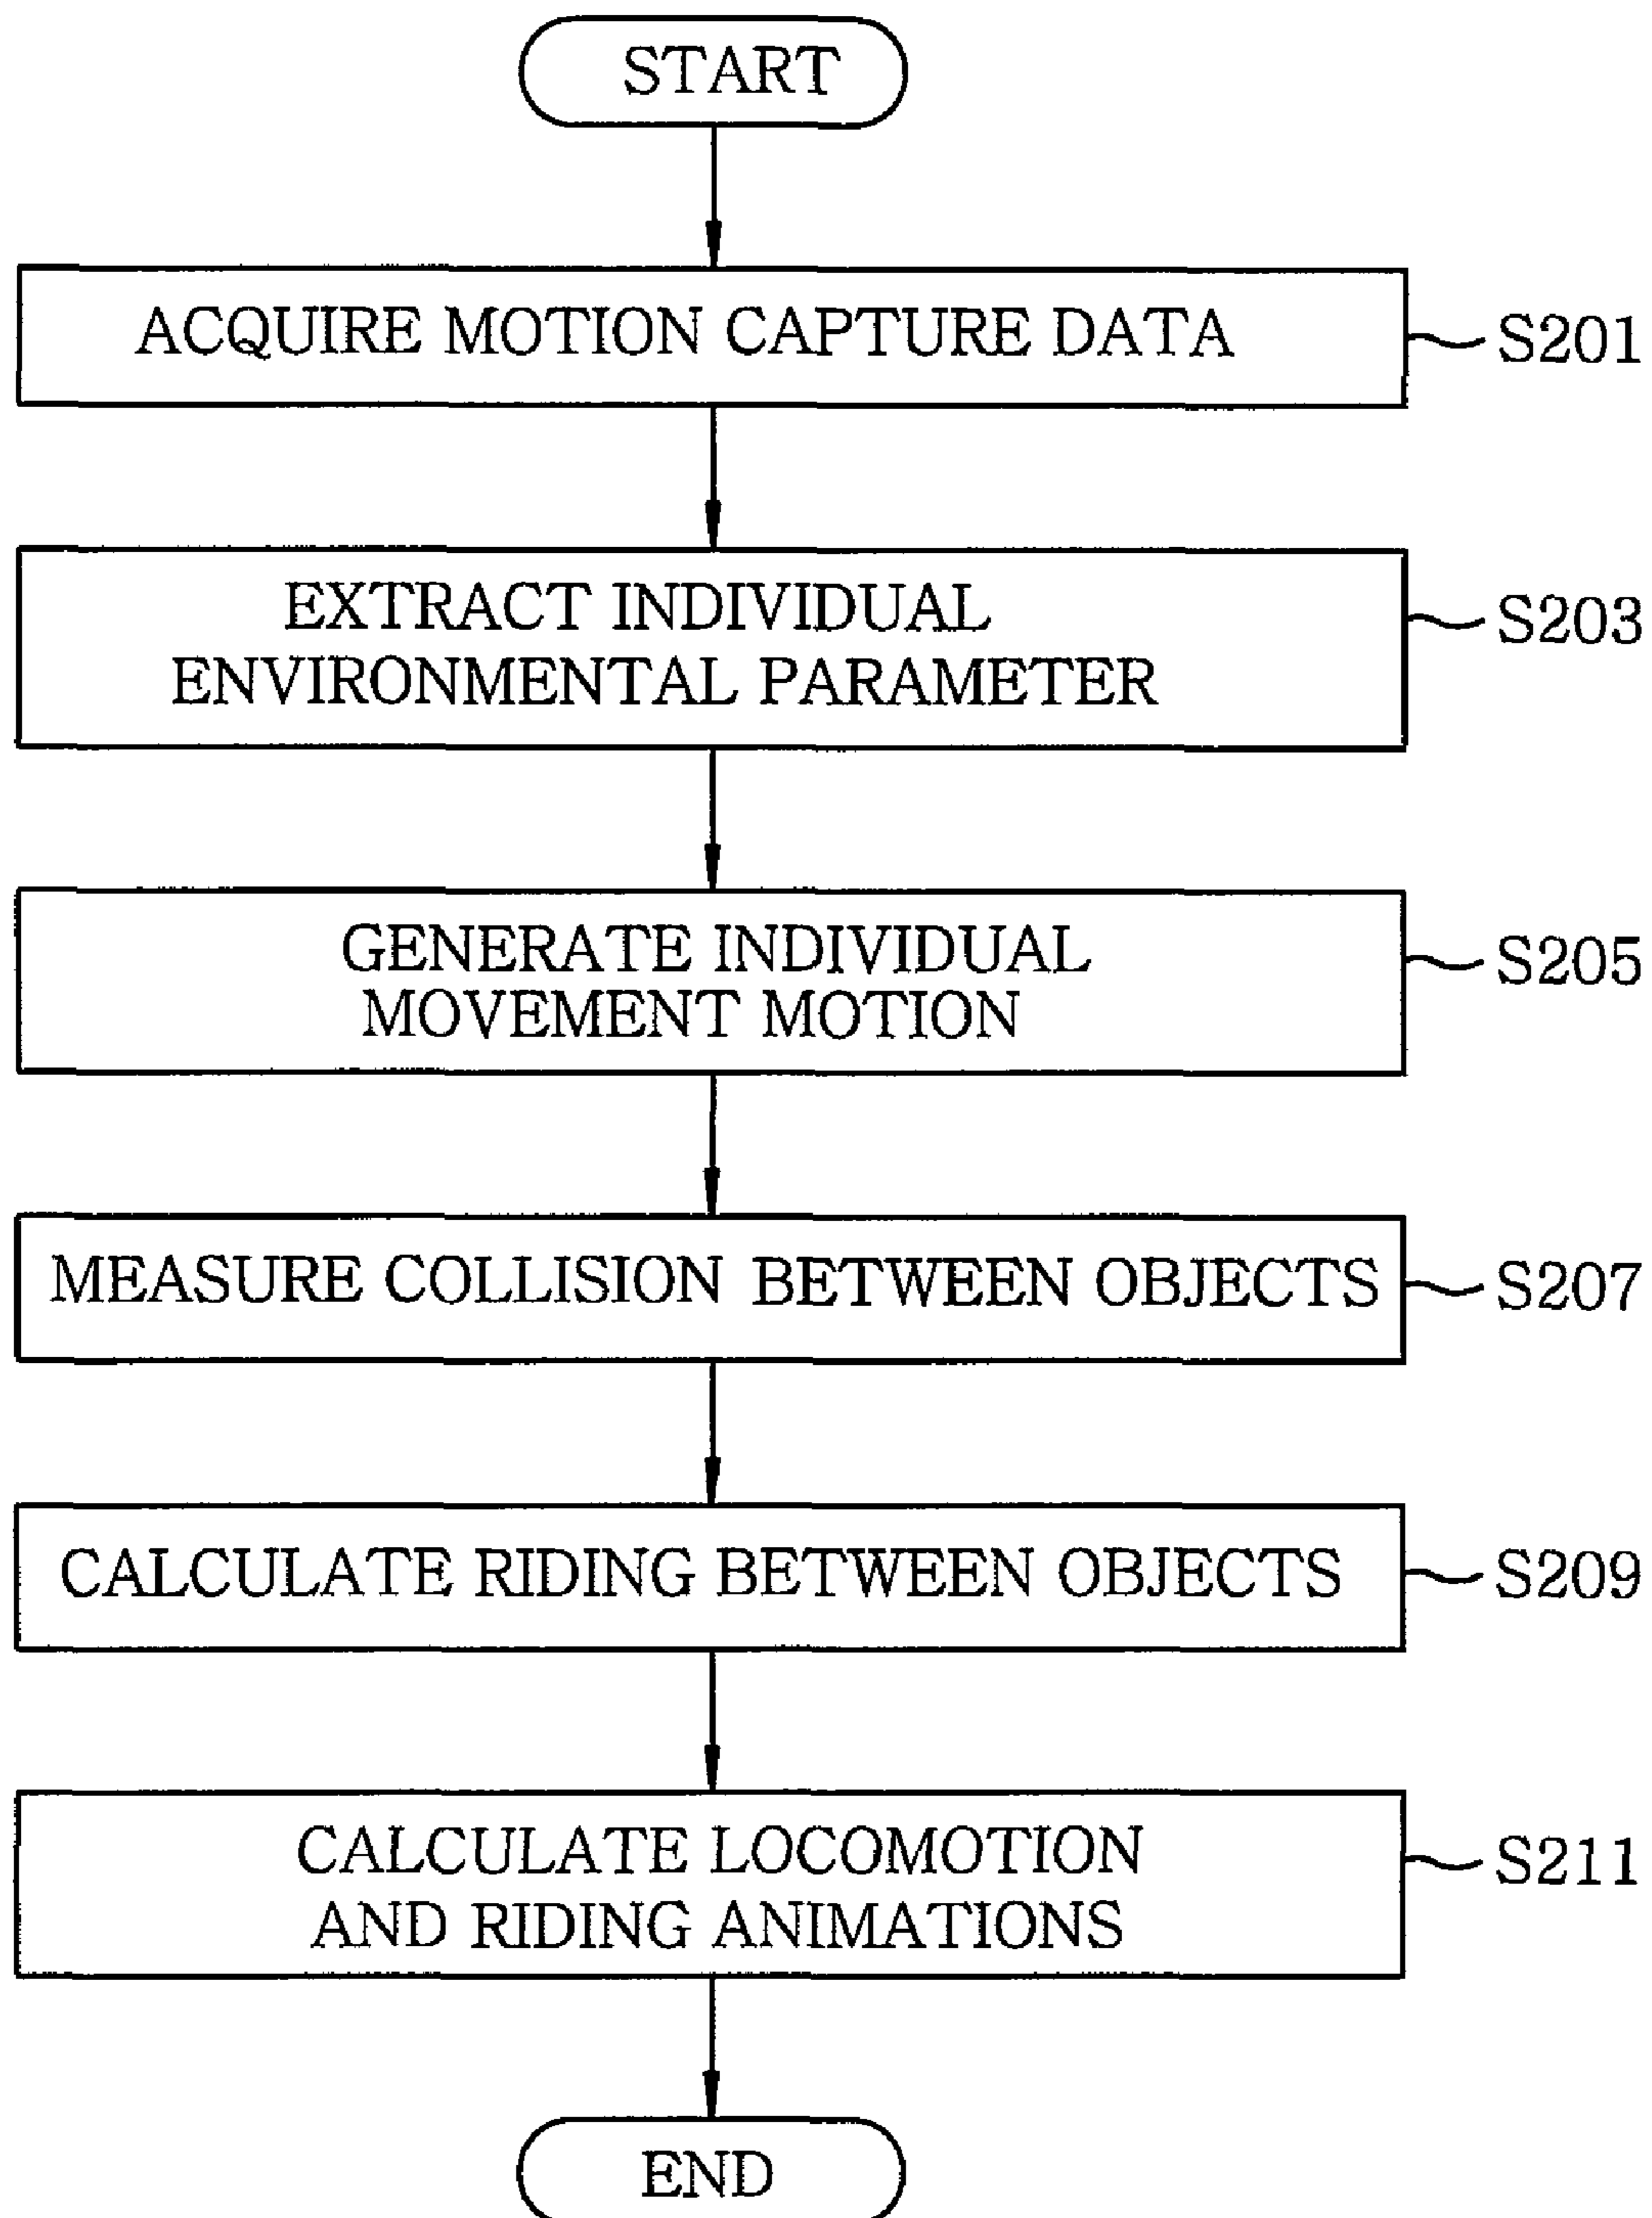 START
ACQUIRE MOTION CAPTURE DATA
S201
EXTRACT INDIVIDUAL
ENVIRONMENTAL PARAMETER
S203
GENERATE INDIVIDUAL
MOVEMENT MOTION
S205
MEASURE COLLISION BETWEEN OBJECTS
S207
CALCULATE RIDING BETWEEN OBJECTS
S209
CALCULATE LOCOMOTION
AND RIDING ANIMATIONS
S211
END